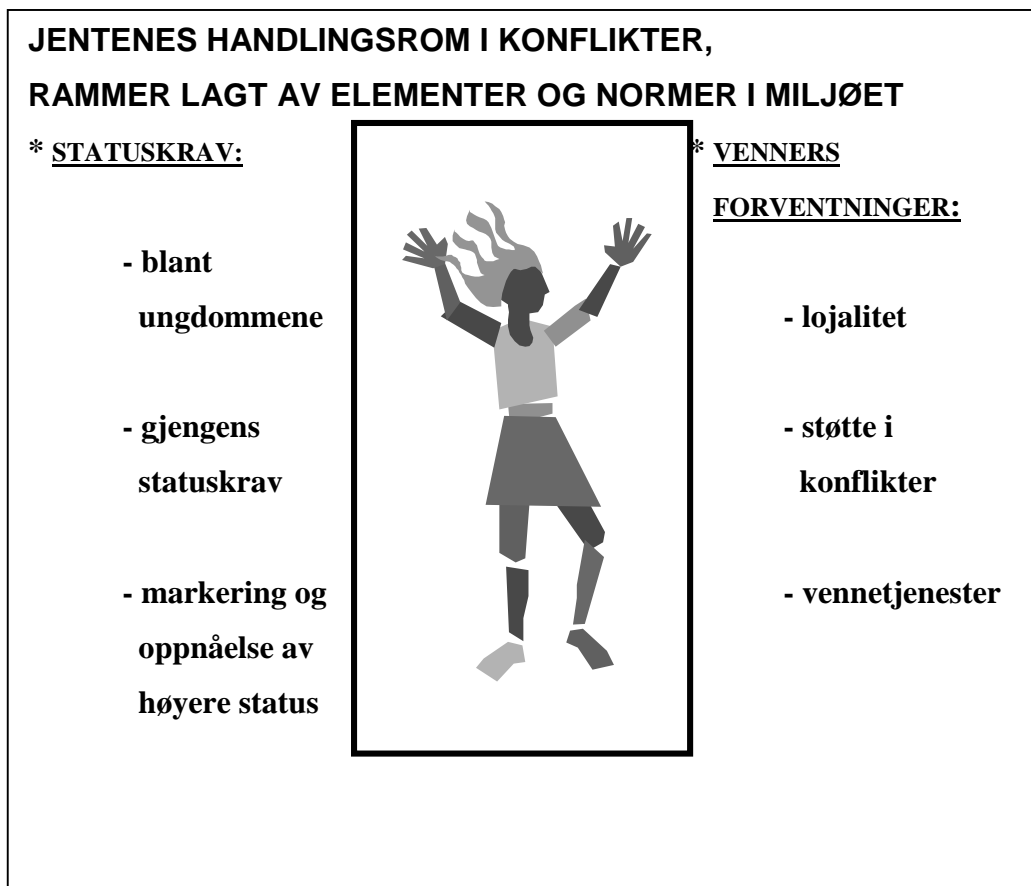 JENTENES HANDLINGSROM I KONFLIKTER,
RAMMER LAGT AV ELEMENTER OG NORMER I MILJØET
* STATUSKRAV:
- blant
ungdommene
- gjengens
statuskrav
- markering og
oppnåelse av
høyere status
* VENNERS
FORVENTNINGER:
- lojalitet
- støtte i
konflikter
- vennetjenester